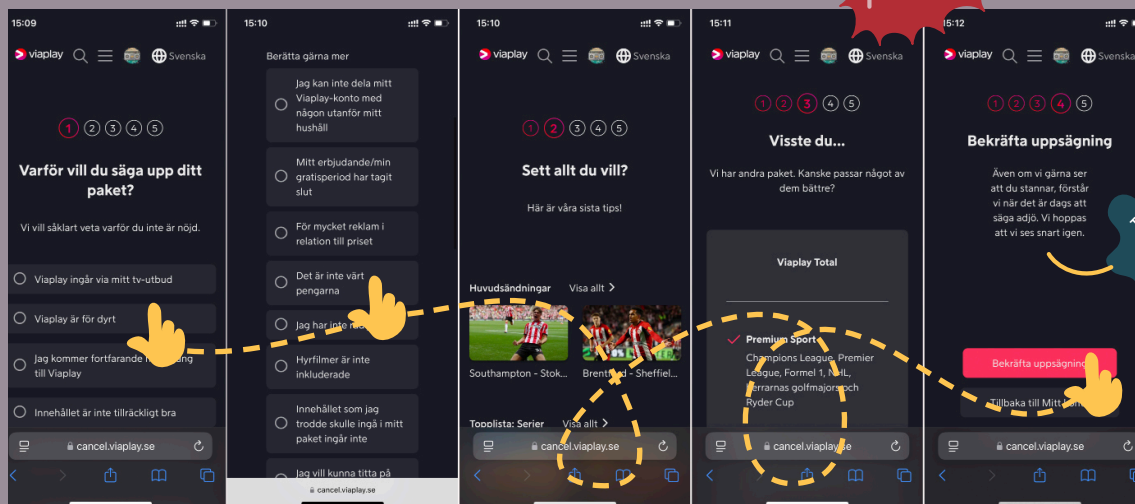 15:09
viaplay
Svenska
1 2 3 4 5
Varför vill du säga upp ditt
paket?
Vi vill såklart veta varför du inte är nöjd.
Viaplay ingår via mitt tv-utbud
Viaplay är för dyrt
Jag kommer fortfarande
till Viaplay
Innehållet är inte tillräckligt bra
cancel.viaplay.se
15:10
Berätta gärna mer
Jag kan inte dela mitt
Viaplay-konto med
någon utanför mitt
hushåll
Mitt erbjudande/min
gratisperiod har tagit
slut
För mycket reklam i
relation till priset
Det är inte värt
pengarna
Jag har inte
Hyrfilmer är inte
inkluderade
Innehållet som jag
trodde skulle ingå i mitt
paket ingår inte
Jag vill kunna titta på
cancel.viaplay.se
15:10
viaplay
Svenska
1 2 3 4 5
Sett allt du vill?
Här är våra sista tips!
Huvudsändningar Visa allt >
Southampton - Stok... Brentford - Sheffiel...
Topplista: Serier Visa allt >
cancel.viaplay.se
15:11
viaplay
Svenska
1 2 3 4 5
Visste du...
Vi har andra paket. Kanske passar något av
dem bättre?
Viaplay Total
Premium Sport
Champions League, Premier
League, Formel 1, NHL,
herrarnas golfmajors och
Ryder Cup
cancel.viaplay.se
15:12
viaplay
Svenska
1 2 3 4 5
Bekräfta uppsägning
Även om vi gärna ser
att du stannar, förstår
vi när det är dags att
säga adjö. Vi hoppas
att vi ses snart igen.
Bekräfta uppsägning
Tillbaka till Mitt
cancel.viaplay.se